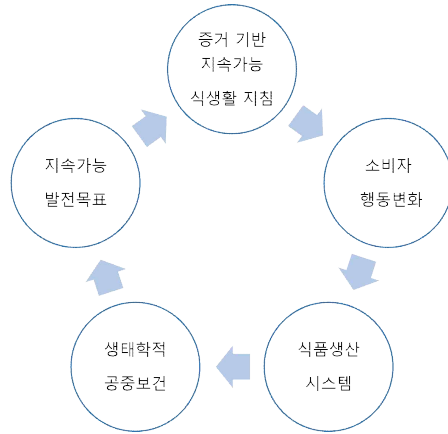 증거 기반
지속가능
식생활 지침
소비자
행동변화
식품생산
시스템
생태학적
공중보건
지속가능
발전목표